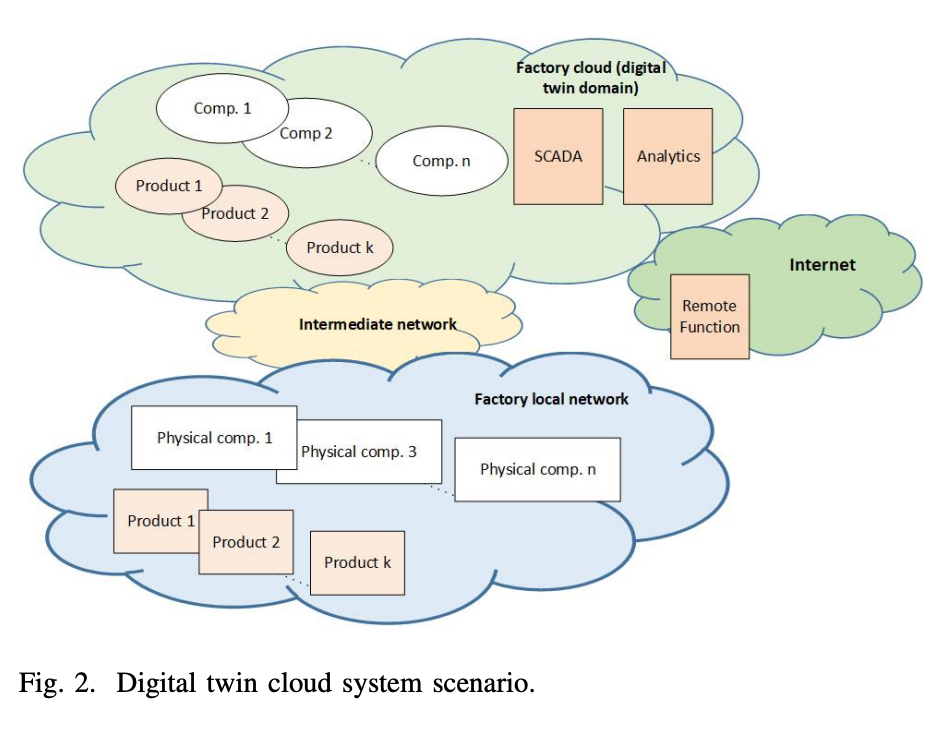 Factory cloud (digital
twin domain)
Comp. 1
Comp 2
Comp. n
SCADA
Analytics
Product 1
Product 2
Product k
Internet
Remote
Function
Intermediate network
Factory local network
Physical comp. 1
Physical comp. 3
Physical comp. n
Product 1
Product 2
Product k
Fig. 2. Digital twin cloud system scenario.